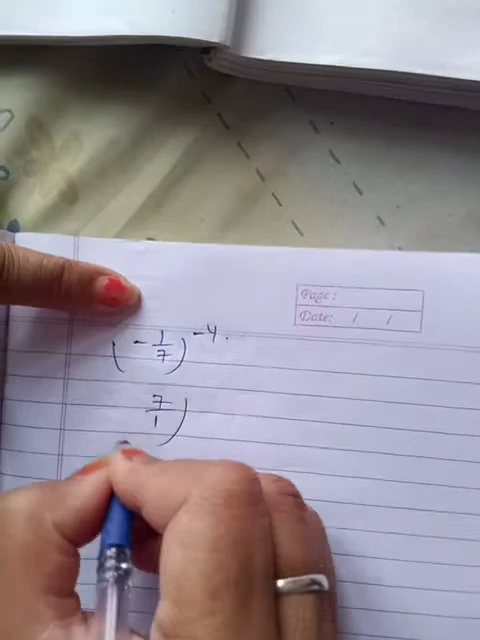 Page:
Date: / /
(-1/7)^-4.
7/1)